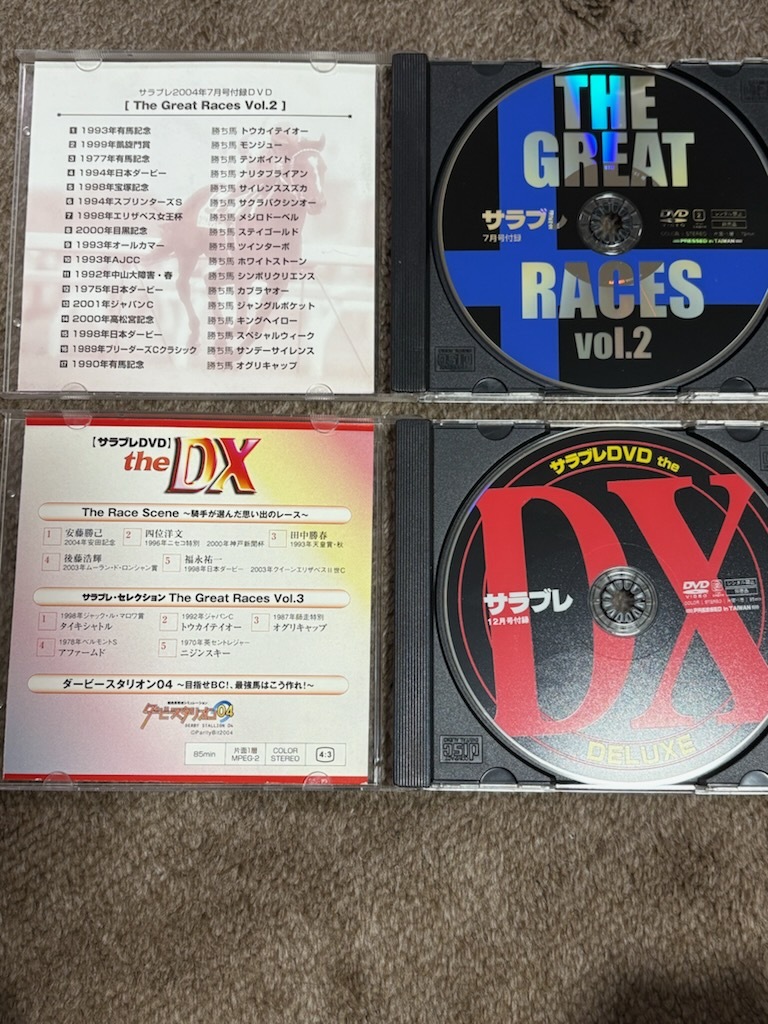 サラブレ2004年7月号付録DVD
[ The Great Races Vol.2 ]
1 1993年有馬記念 勝ち馬 トウカイテイオー
2 1999年凱旋門賞 勝ち馬 モンジュー
3 1977年有馬記念 勝ち馬 テンポイント
4 1994年日本ダービー 勝ち馬 ナリタブライアン
5 1998年宝塚記念 勝ち馬 サイレンススズカ
6 1994年スプリンターズS 勝ち馬 サクラバクシンオー
7 1998年エリザベス女王杯 勝ち馬 メジロドーベル
8 2000年目黒記念 勝ち馬 ステイゴールド
9 1993年オールカマー 勝ち馬 ツインターボ
10 1993年AJCC 勝ち馬 ホワイトストーン
11 1992年中山大障害・春 勝ち馬 シンボリクリエンス
12 1975年日本ダービー 勝ち馬 カブラヤオー
13 2001年ジャパンC 勝ち馬 ジャングルポケット
14 2000年高松宮記念 勝ち馬 キングヘイロー
15 1998年日本ダービー 勝ち馬 スペシャルウィーク
16 1989年ブリーダーズCクラシック 勝ち馬 サンデーサイレンス
17 1990年有馬記念 勝ち馬 オグリキャップ
THE
GREAT
サラブレ
7月号付録
DVD
VIDEO
PRESSED in TAIWAN
RACES
vol.2
【サラブレDVD】
the DX
The Race Scene ～騎手が選んだ思い出のレース～
1 安藤勝己 2 四位洋文 3 田中勝春
2004年安田記念 1996年ニセコ特別 2000年神戸新聞杯 1993年天皇賞・秋
4 後藤浩輝 5 福永祐一
2003年ムーラン・ド・ロンシャン賞 1998年日本ダービー 2003年クイーンエリザベスⅡ世C
サラブレ・セレクション The Great Races Vol.3
1 1998年ジャック・ル・マロワ賞 2 1992年ジャパンC 3 1987年師走特別
タイキシャトル トウカイテイオー オグリキャップ
4 1978年ベルモントS 5 1970年英セントレジャー
アファームド ニジンスキー
ダービースタリオン04 ～目指せBC!、最強馬はこう作れ!～
ダービースタリオン04
DERBY STALLION 04
©ParityBit2004
85min 片面1層 MPEG-2 COLOR STEREO 4:3
サラブレDVD the
DX
サラブレ
12月号付録
DVD
VIDEO
PRESSED in TAIWAN
DELUXE